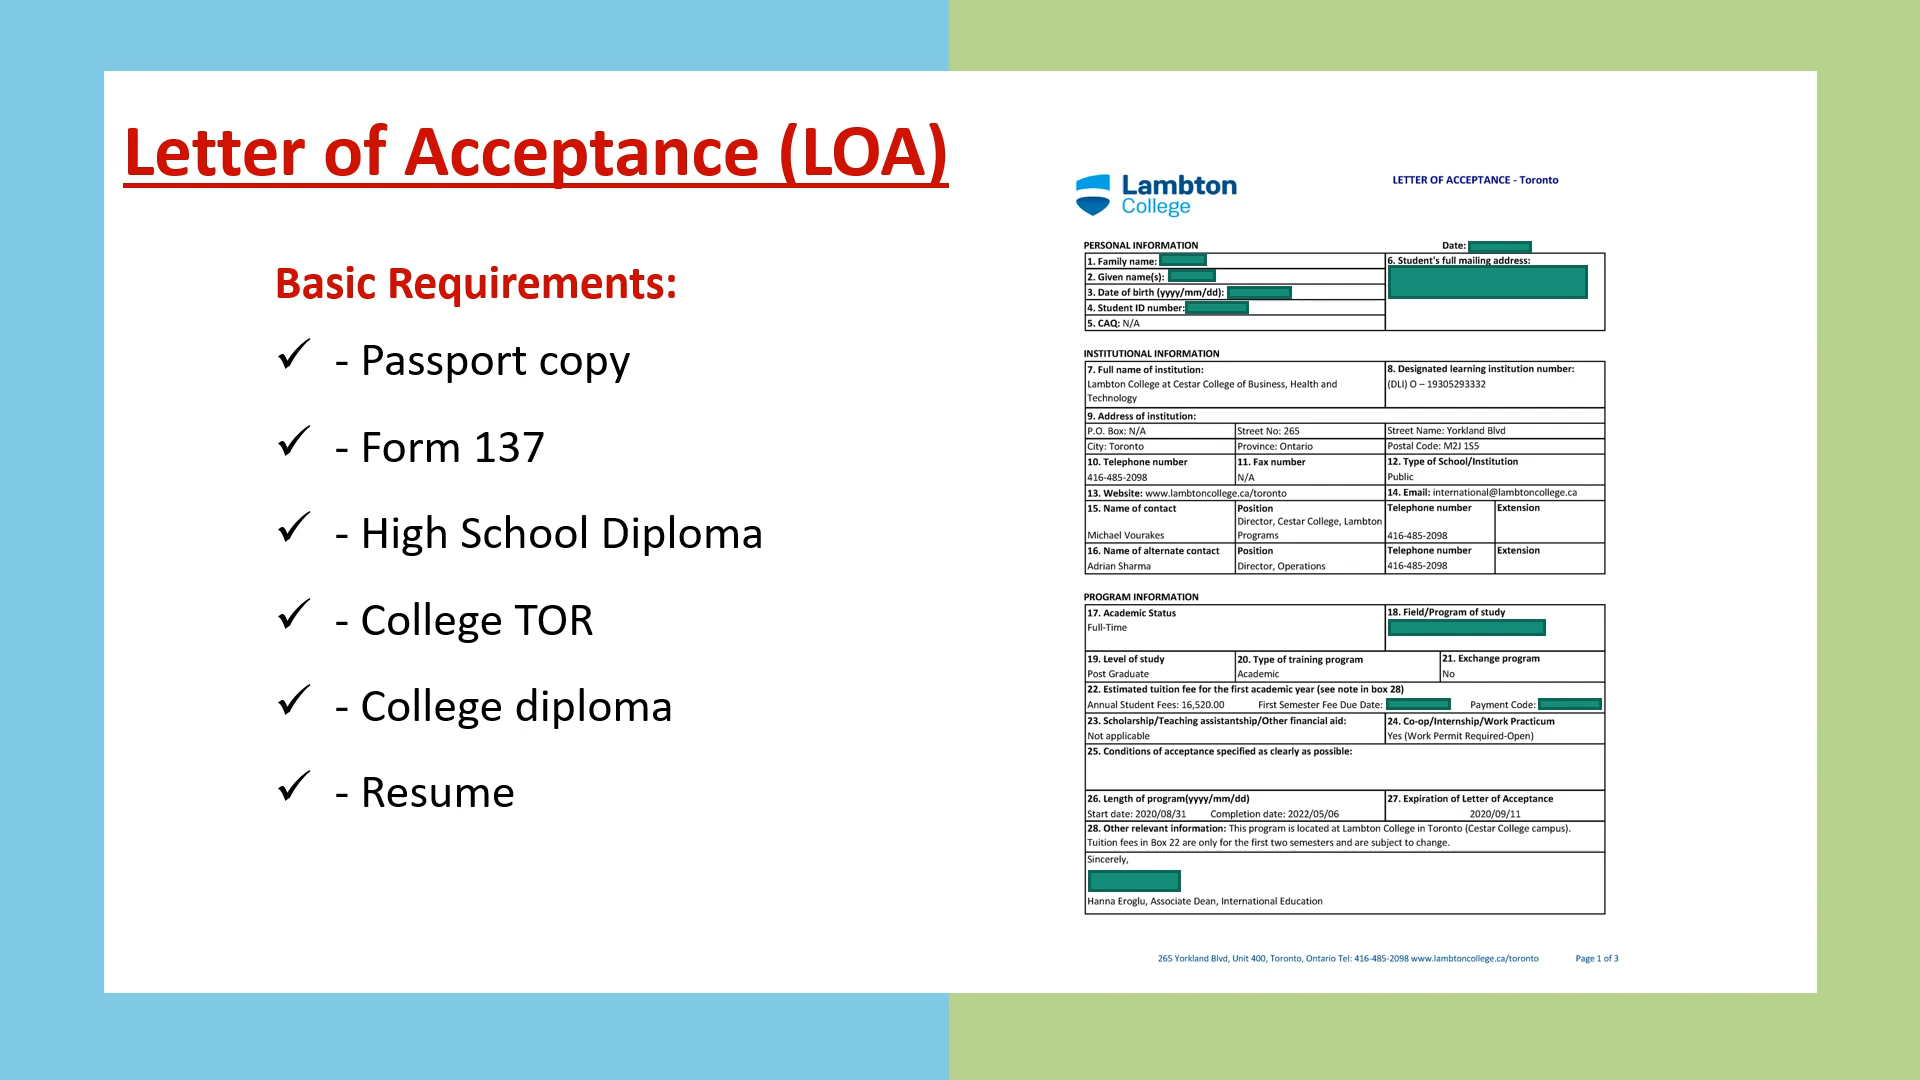 Letter of Acceptance (LOA)
Basic Requirements:
- Passport copy
- Form 137
- High School Diploma
- College TOR
- College diploma
- Resume
Lambton
College
LETTER OF ACCEPTANCE - Toronto
PERSONAL INFORMATION
Date:
1. Family name:
2. Given name(s):
3. Date of birth (yyyy/mm/dd):
4. Student ID number:
5. CAQ: N/A
6. Student's full mailing address:
INSTITUTIONAL INFORMATION
7. Full name of institution:
Lambton College at Cestar College of Business, Health and
Technology
8. Designated learning institution number:
(DLI) O – 19305293332
9. Address of institution:
P.O. Box: N/A
Street No: 265
Street Name: Yorkland Blvd
City: Toronto
Province: Ontario
Postal Code: M2J 1S5
10. Telephone number
416-485-2098
11. Fax number
N/A
12. Type of School/Institution
Public
13. Website: www.lambtoncollege.ca/toronto
14. Email: international@lambtoncollege.ca
15. Name of contact
Michael Vourakes
Position
Director, Cestar College, Lambton
Programs
Telephone number
416-485-2098
Extension
16. Name of alternate contact
Adrian Sharma
Position
Director, Operations
Telephone number
416-485-2098
Extension
PROGRAM INFORMATION
17. Academic Status
Full-Time
18. Field/Program of study
19. Level of study
Post Graduate
20. Type of training program
Academic
21. Exchange program
No
22. Estimated tuition fee for the first academic year (see note in box 28)
Annual Student Fees: 16,520.00 First Semester Fee Due Date: Payment Code:
23. Scholarship/Teaching assistantship/Other financial aid:
Not applicable
24. Co-op/Internship/Work Practicum
Yes (Work Permit Required-Open)
25. Conditions of acceptance specified as clearly as possible:
26. Length of program(yyyy/mm/dd)
Start date: 2020/08/31 Completion date: 2022/05/06
27. Expiration of Letter of Acceptance
2020/09/11
28. Other relevant information: This program is located at Lambton College in Toronto (Cestar College campus).
Tuition fees in Box 22 are only for the first two semesters and are subject to change.
Sincerely,
Hanna Eroglu, Associate Dean, International Education
265 Yorkland Blvd, Unit 400, Toronto, Ontario Tel: 416-485-2098 www.lambtoncollege.ca/toronto Page 1 of 3